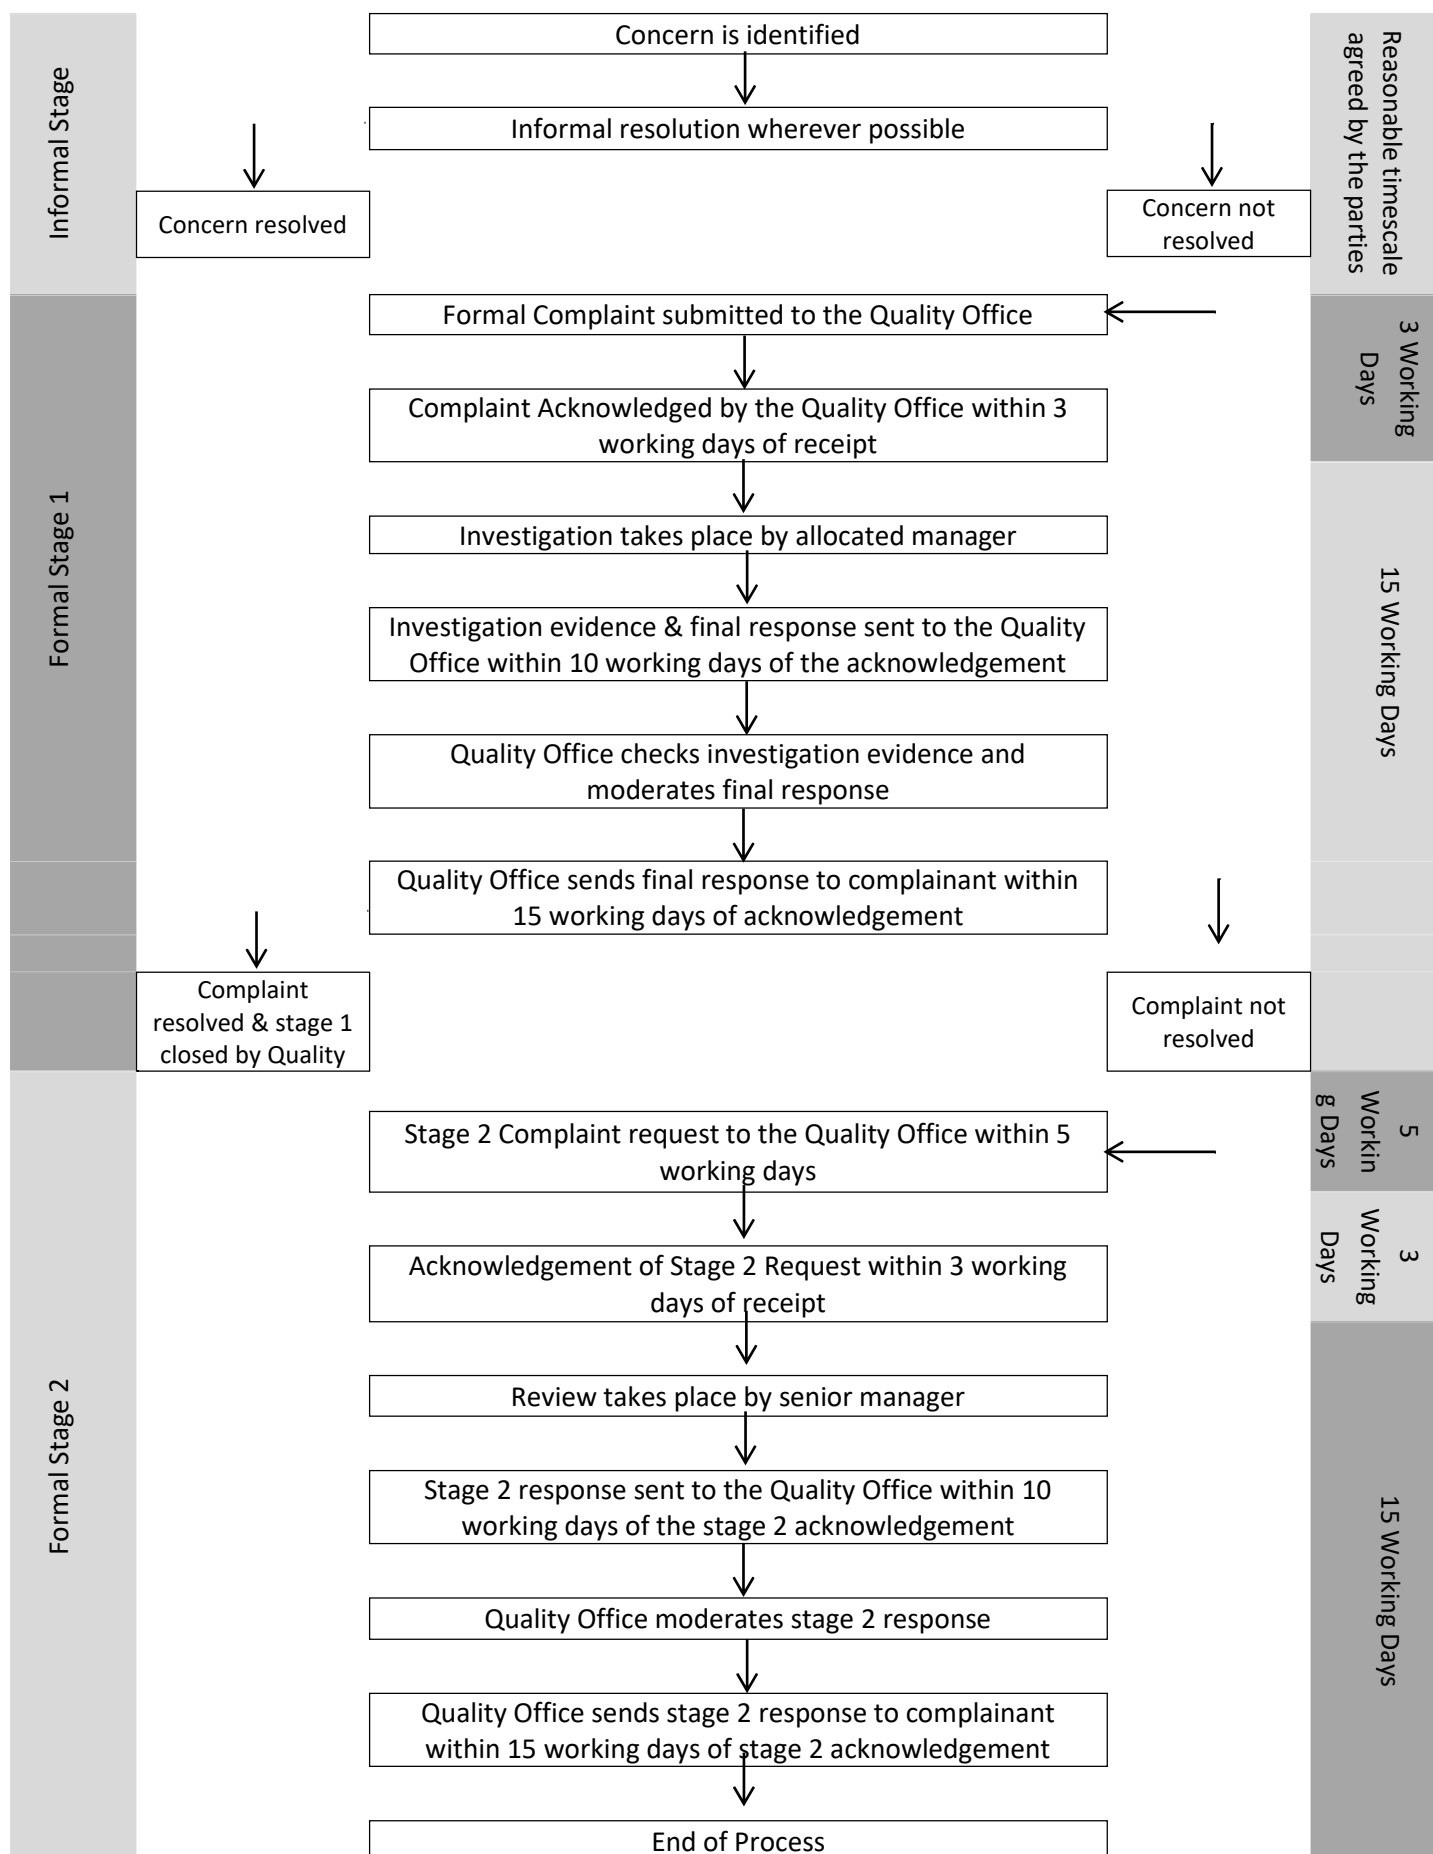 Concern is identified
Informal Stage
Reasonable timescale
agreed by the parties
Informal resolution wherever possible
Concern resolved
Concern not
resolved
Formal Complaint submitted to the Quality Office
3 Working
Days
Complaint Acknowledged by the Quality Office within 3
working days of receipt
Formal Stage 1
Investigation takes place by allocated manager
15 Working Days
Investigation evidence & final response sent to the Quality
Office within 10 working days of the acknowledgement
Quality Office checks investigation evidence and
moderates final response
Quality Office sends final response to complainant within
15 working days of acknowledgement
Complaint
resolved & stage 1
closed by Quality
Complaint not
resolved
Stage 2 Complaint request to the Quality Office within 5
working days
5
Workin
g Days
Acknowledgement of Stage 2 Request within 3 working
days of receipt
3
Working
Days
Formal Stage 2
Review takes place by senior manager
Stage 2 response sent to the Quality Office within 10
working days of the stage 2 acknowledgement
15 Working Days
Quality Office moderates stage 2 response
Quality Office sends stage 2 response to complainant
within 15 working days of stage 2 acknowledgement
End of Process